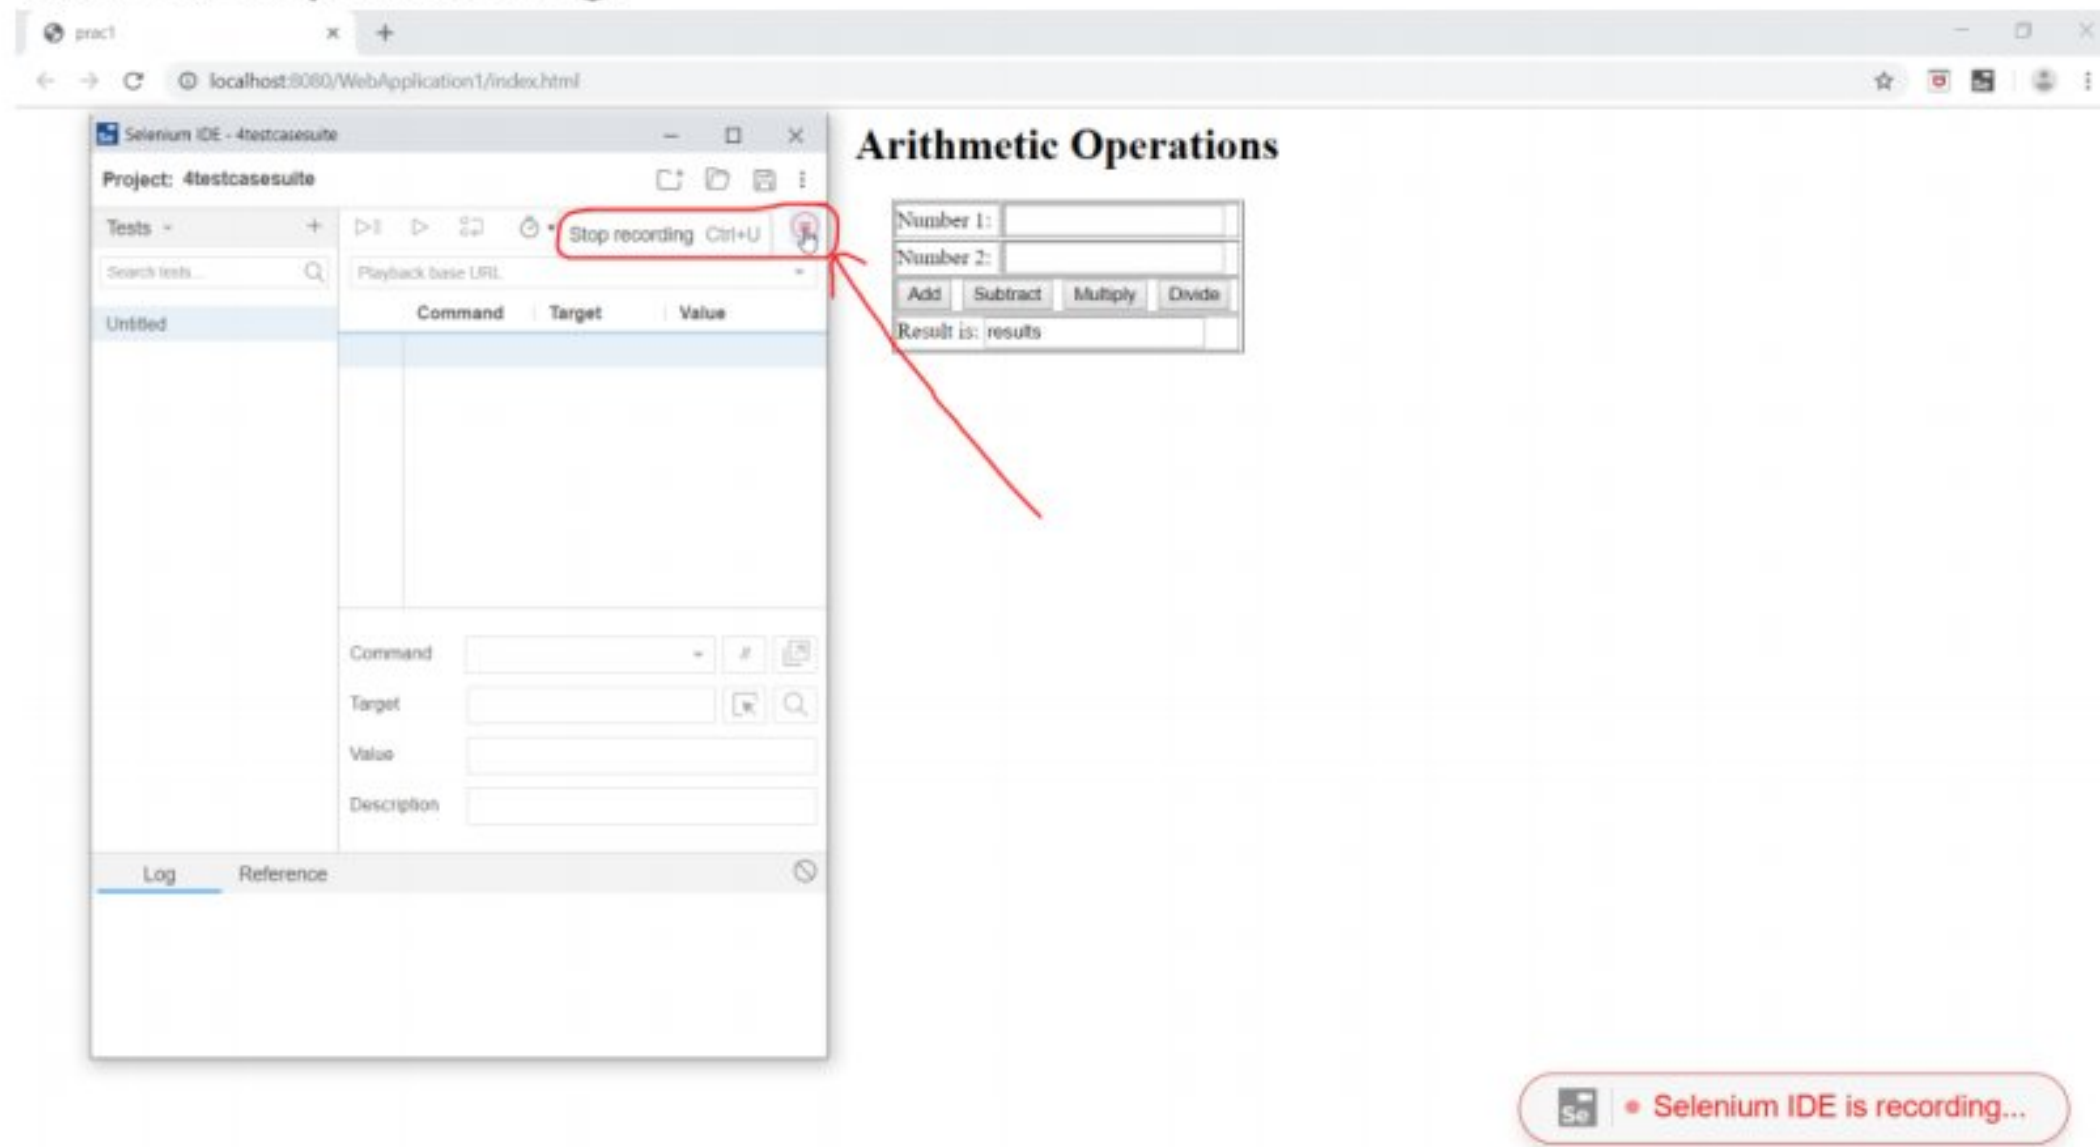 prac1
localhost:8080/WebApplication1/index.html
Selenium IDE - 4testcasesuite
Project: 4testcasesuite
Tests
Stop recording Ctrl+U
Search tests...
Playback base URL
Command Target Value
Untitled
Command
//
Target
Value
Description
Log Reference
Arithmetic Operations
Number 1:
Number 2:
Add Subtract Multiply Divide
Result is: results
Se Selenium IDE is recording...